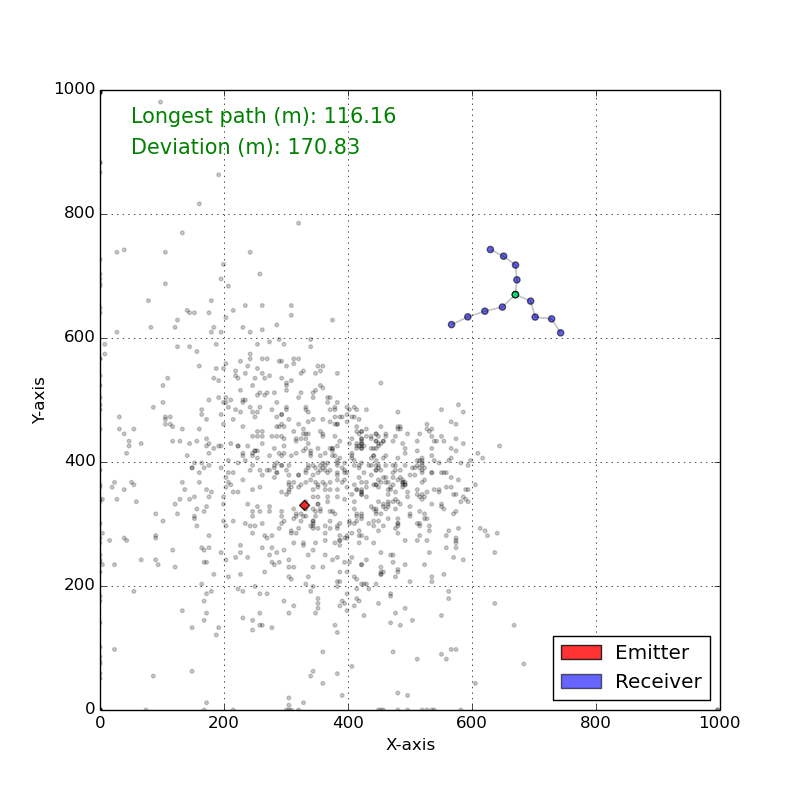 1000
Longest path (m): 116.16
Deviation (m): 170.83
800
600
Y-axis
400
200
Emitter
Receiver
0
0 200 400 600 800 1000
X-axis